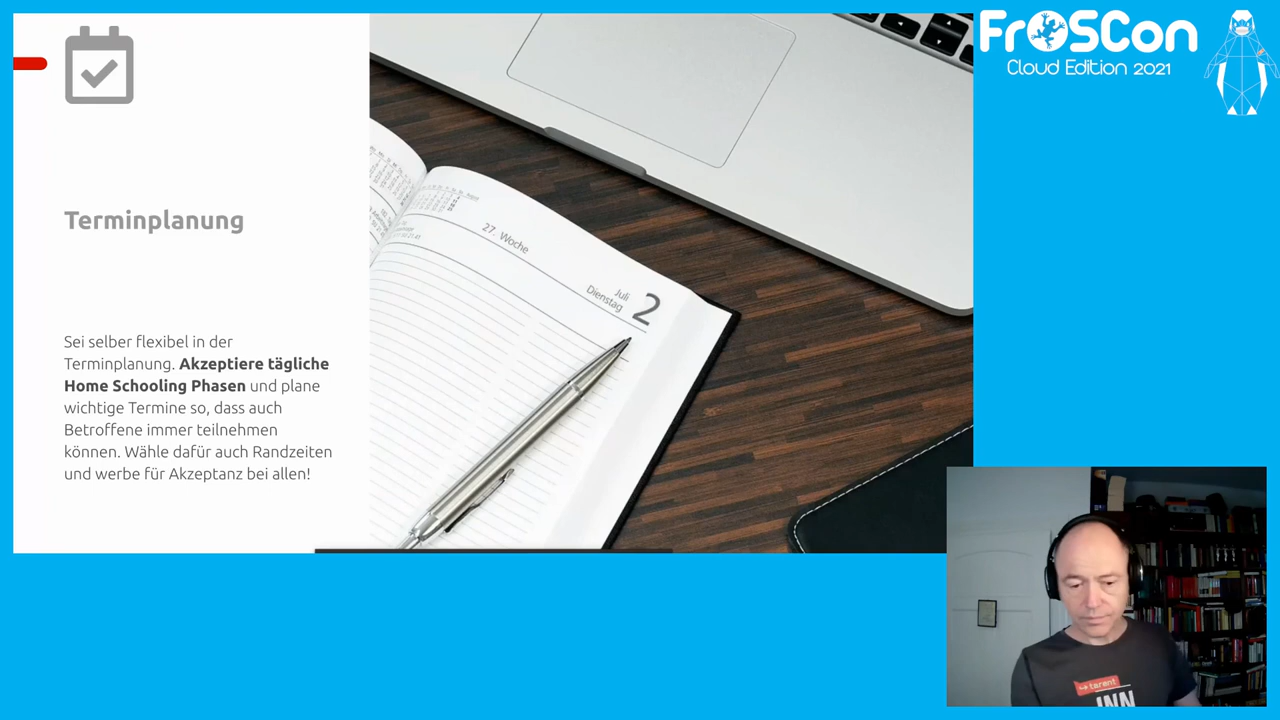 FrOSCon
Cloud Edition 2021
Terminplanung
Sei selber flexibel in der
Terminplanung. Akzeptiere tägliche
Home Schooling Phasen und plane
wichtige Termine so, dass auch
Betroffene immer teilnehmen
können. Wähle dafür auch Randzeiten
und werbe für Akzeptanz bei allen!
27. Woche
Juli
Dienstag
2
tarent
INN